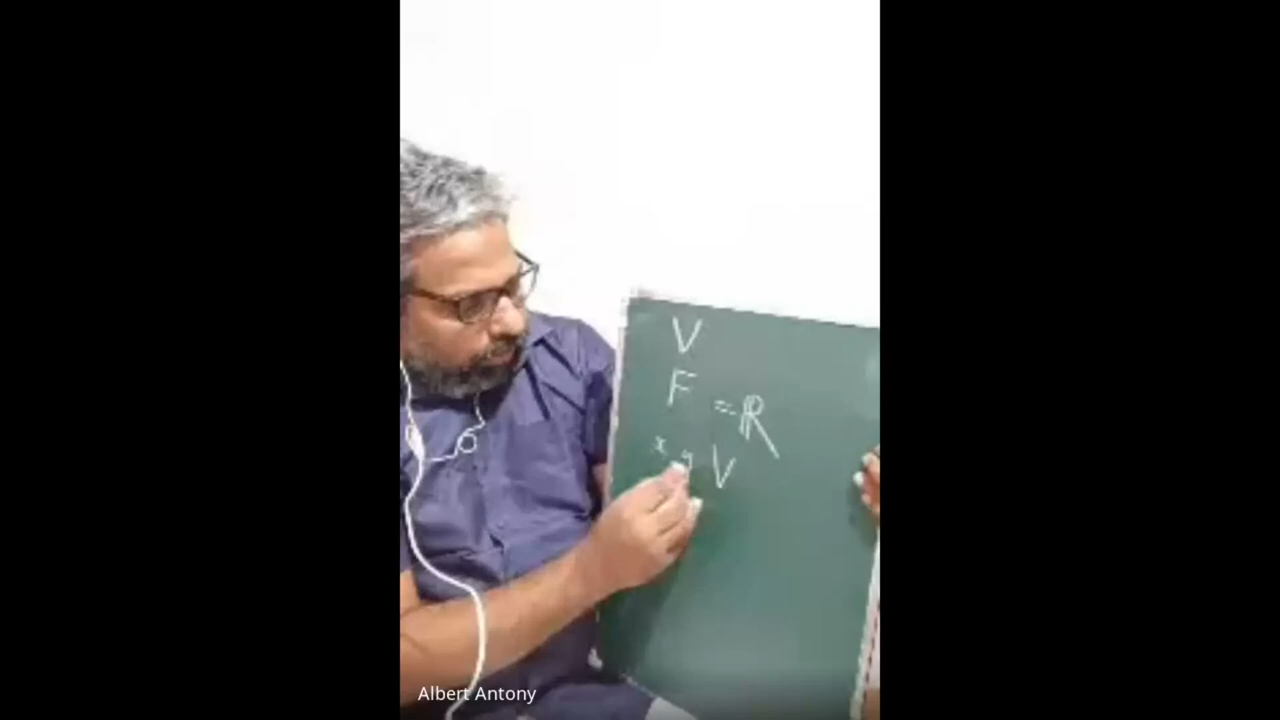 V
F = ℝ
x y V
Albert Antony